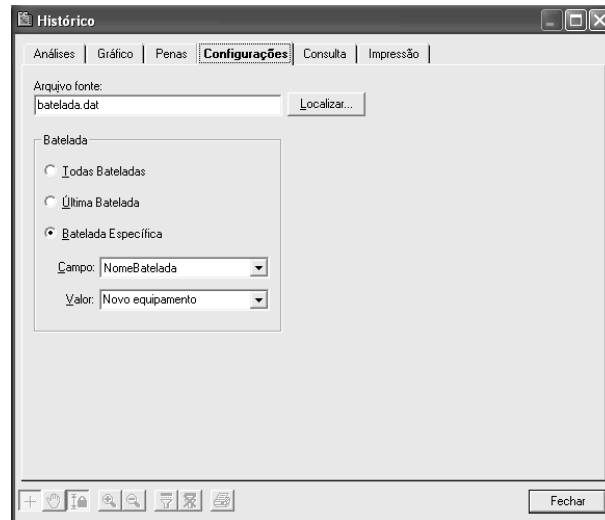 Histórico
Análises Gráfico Penas Configurações Consulta Impressão
Arquivo fonte:
batelada.dat Localizar...
Batelada
Todas Bateladas
Última Batelada
Batelada Específica
Campo: NomeBatelada
Valor: Novo equipamento
Fechar